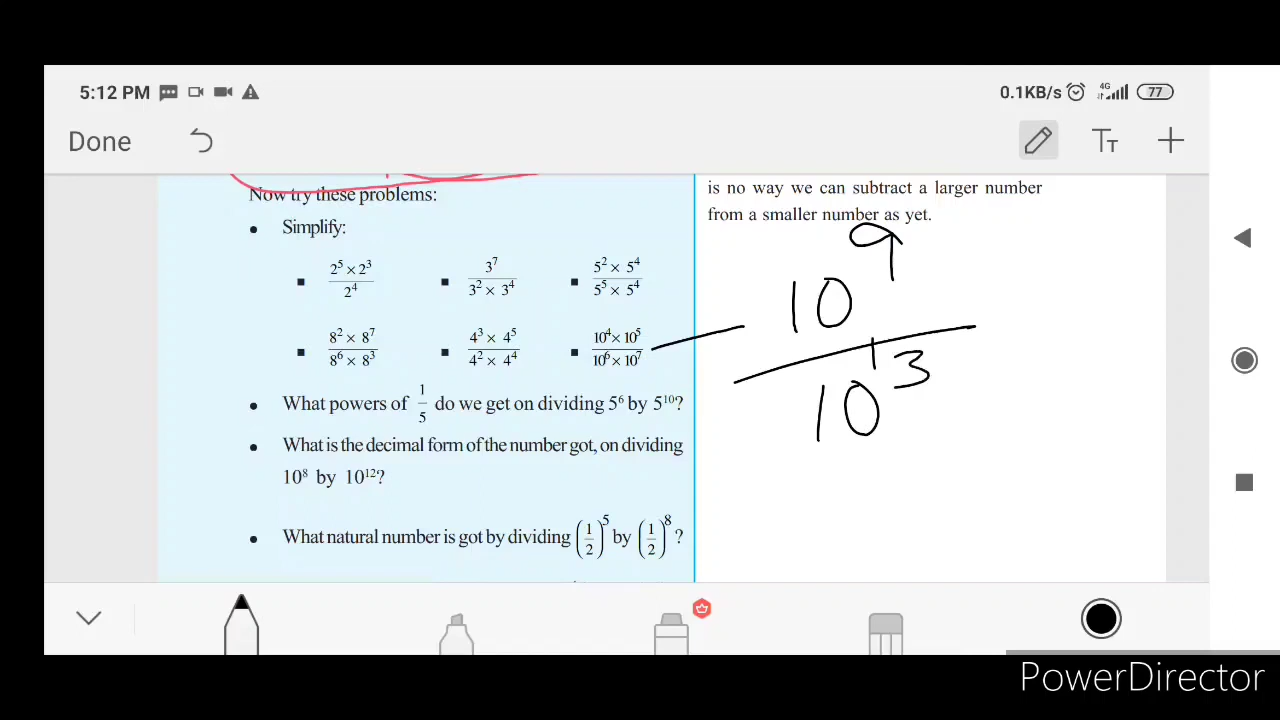 5:12 PM
0.1KB/s 4G 77
Done
Tт
Now try these problems:
• Simplify:
▪ 2⁵ × 2³ / 2⁴ ▪ 3⁷ / 3² × 3⁴ ▪ 5² × 5⁴ / 5⁵ × 5⁴
▪ 8² × 8⁷ / 8⁶ × 8³ ▪ 4³ × 4⁵ / 4² × 4⁴ ▪ 10⁴ × 10⁵ / 10⁶ × 10⁷
• What powers of 1/5 do we get on dividing 5⁶ by 5¹⁰?
• What is the decimal form of the number got, on dividing
10⁸ by 10¹²?
• What natural number is got by dividing (1/2)⁵ by (1/2)⁸ ?
is no way we can subtract a larger number
from a smaller number as yet.
10⁹
10¹³
PowerDirector